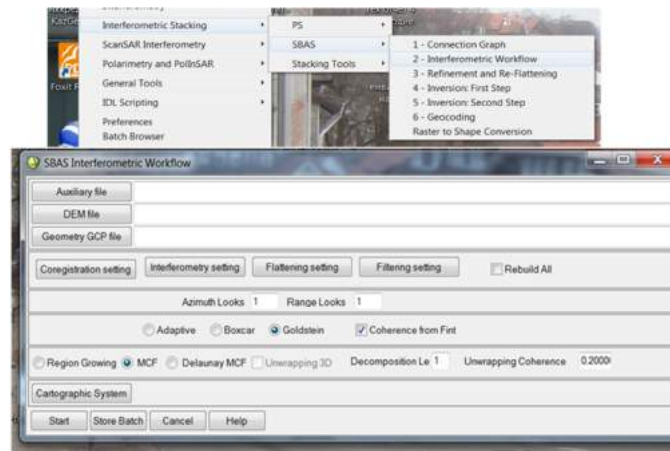 Interferometry
Interferometric Stacking
PS
ScanSAR Interferometry
SBAS
1 - Connection Graph
Polarimetry and PolInSAR
Stacking Tools
2 - Interferometric Workflow
3 - Refinement and Re-Flattening
General Tools
4 - Inversion: First Step
IDL Scripting
5 - Inversion: Second Step
6 - Geocoding
Preferences
Raster to Shape Conversion
Batch Browser
KazGe
Foxit R
SBAS Interferometric Workflow
Auxiliary file
DEM file
Geometry GCP file
Coregistration setting Interferometry setting Flattening setting Filtering setting Rebuild All
Azimuth Looks 1 Range Looks 1
Adaptive Boxcar Goldstein Coherence from Fint
Region Growing MCF Delaunay MCF Unwrapping 3D Decomposition Le 1 Unwrapping Coherence 0.2000
Cartographic System
Start Store Batch Cancel Help